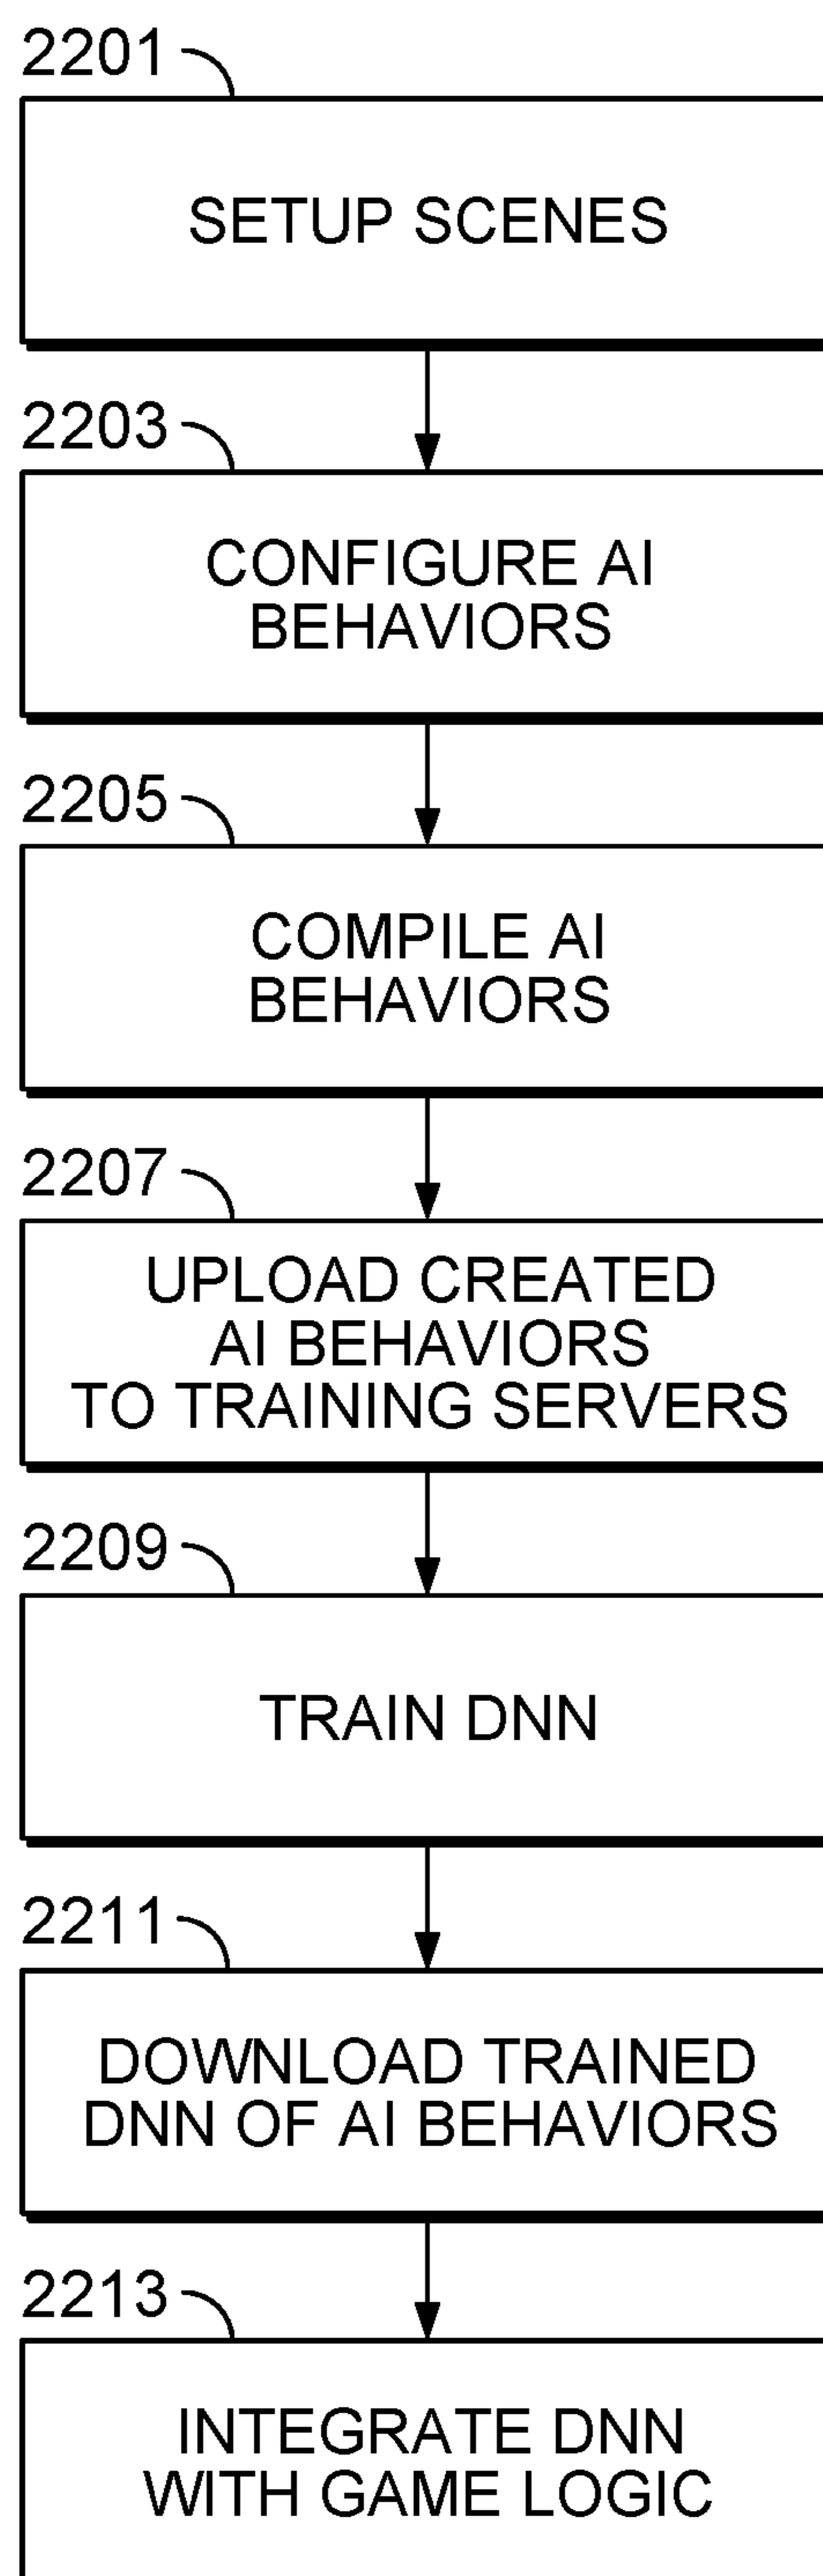 2201
SETUP SCENES
2203
CONFIGURE AI
BEHAVIORS
2205
COMPILE AI
BEHAVIORS
2207
UPLOAD CREATED
AI BEHAVIORS
TO TRAINING SERVERS
2209
TRAIN DNN
2211
DOWNLOAD TRAINED
DNN OF AI BEHAVIORS
2213
INTEGRATE DNN
WITH GAME LOGIC